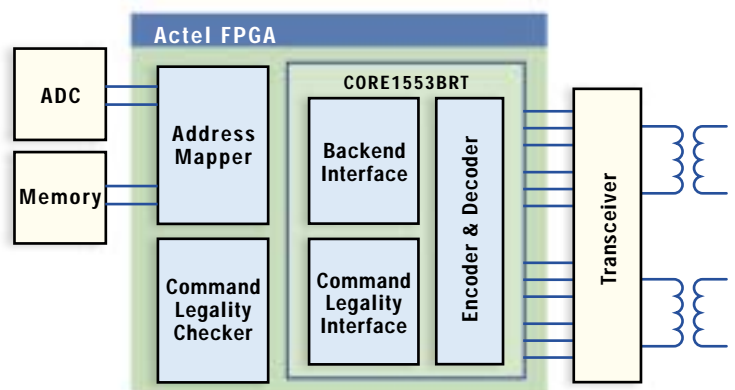 Actel FPGA
ADC
Memory
Address
Mapper
Command
Legality
Checker
CORE1553BRT
Backend
Interface
Command
Legality
Interface
Encoder & Decoder
Transceiver